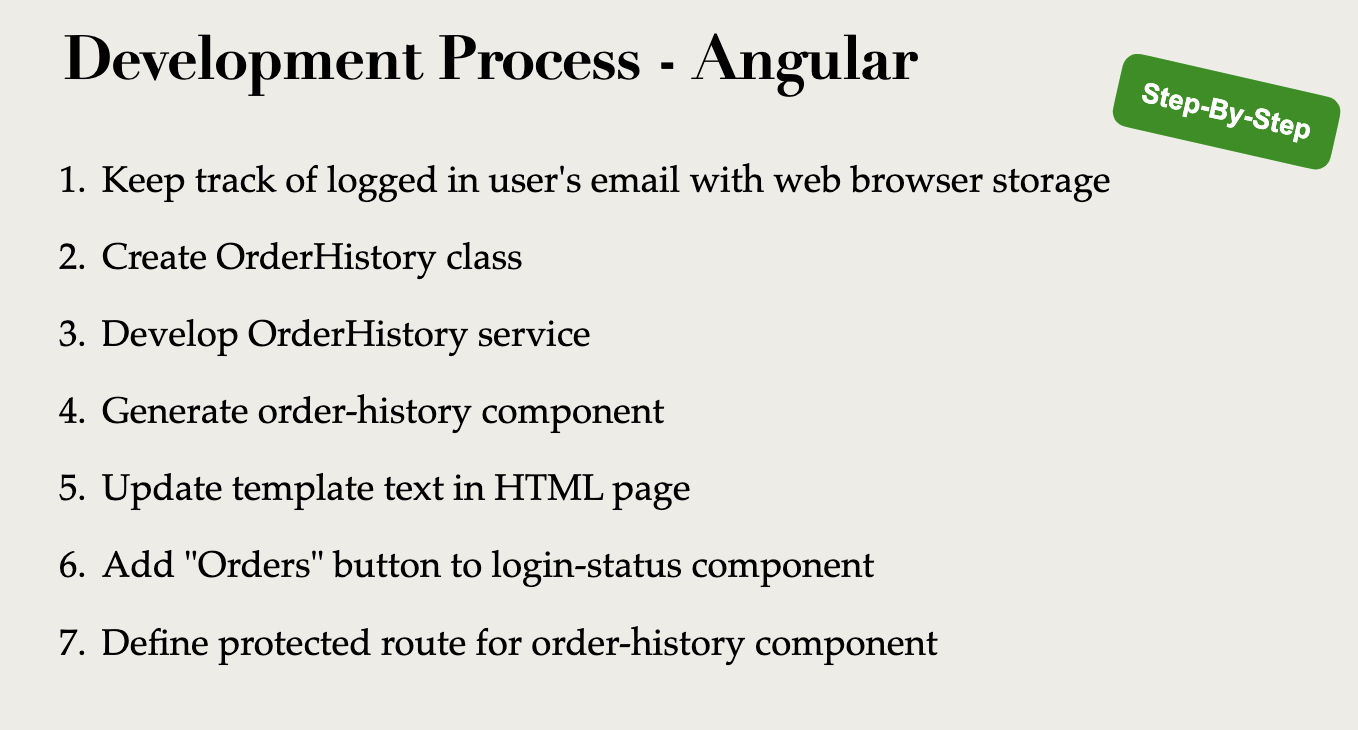 Development Process - Angular
Step-By-Step
1. Keep track of logged in user's email with web browser storage
2. Create OrderHistory class
3. Develop OrderHistory service
4. Generate order-history component
5. Update template text in HTML page
6. Add "Orders" button to login-status component
7. Define protected route for order-history component